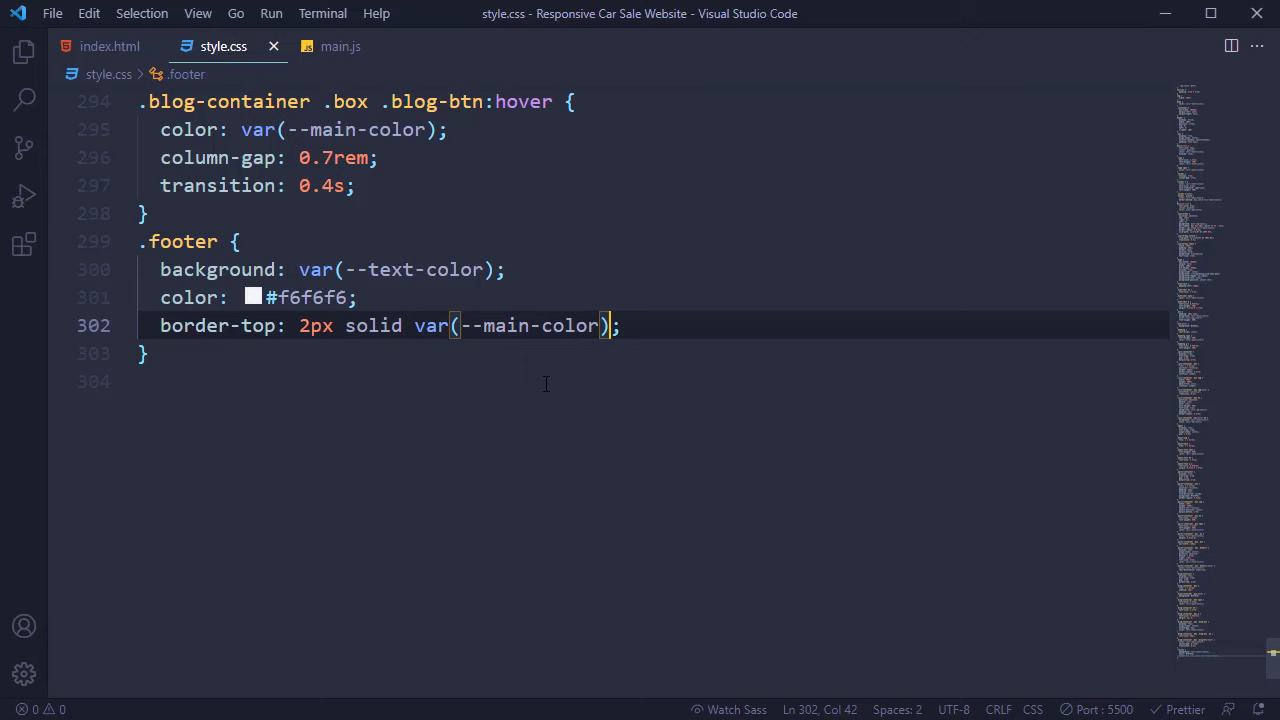 File Edit Selection View Go Run Terminal Help style.css - Responsive Car Sale Website - Visual Studio Code
index.html style.css main.js
style.css .footer
294 .blog-container .box .blog-btn:hover {
295 color: var(--main-color);
296 column-gap: 0.7rem;
297 transition: 0.4s;
298 }
299 .footer {
300 background: var(--text-color);
301 color: #f6f6f6;
302 border-top: 2px solid var(--main-color);
303 }
304
0 0 Watch Sass Ln 302, Col 42 Spaces: 2 UTF-8 CRLF CSS Port : 5500 Prettier